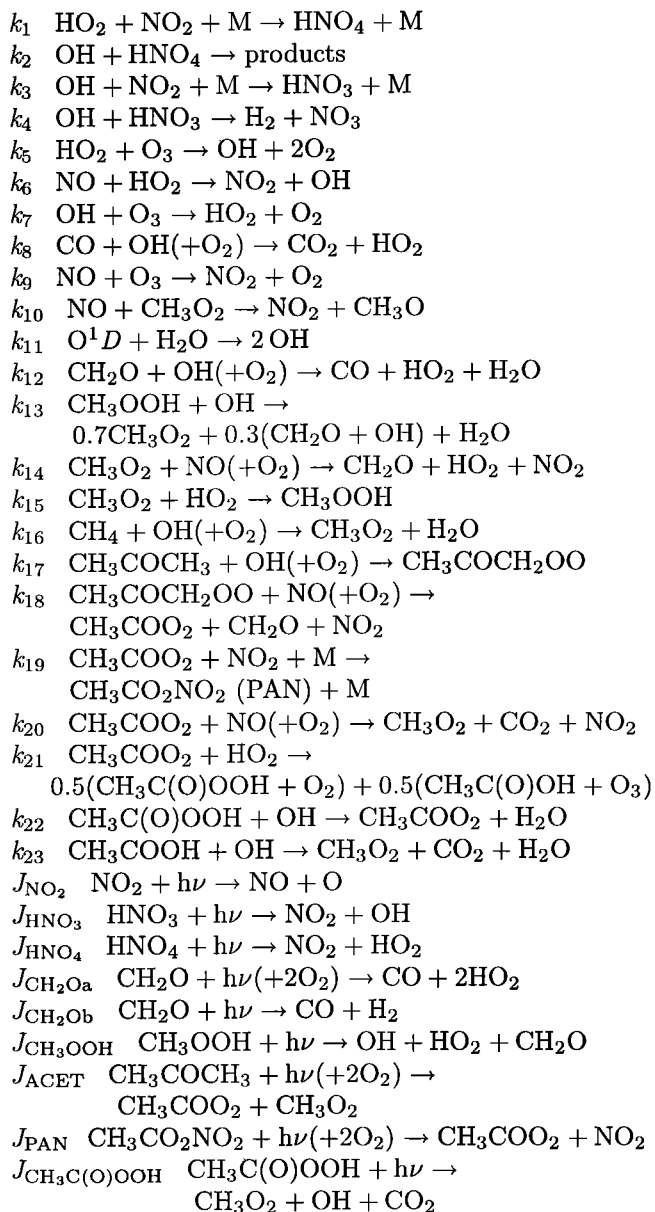 k₁ HO₂ + NO₂ + M → HNO₄ + M
k₂ OH + HNO₄ → products
k₃ OH + NO₂ + M → HNO₃ + M
k₄ OH + HNO₃ → H₂ + NO₃
k₅ HO₂ + O₃ → OH + 2O₂
k₆ NO + HO₂ → NO₂ + OH
k₇ OH + O₃ → HO₂ + O₂
k₈ CO + OH(+O₂) → CO₂ + HO₂
k₉ NO + O₃ → NO₂ + O₂
k₁₀ NO + CH₃O₂ → NO₂ + CH₃O
k₁₁ O¹D + H₂O → 2 OH
k₁₂ CH₂O + OH(+O₂) → CO + HO₂ + H₂O
k₁₃ CH₃OOH + OH →
0.7CH₃O₂ + 0.3(CH₂O + OH) + H₂O
k₁₄ CH₃O₂ + NO(+O₂) → CH₂O + HO₂ + NO₂
k₁₅ CH₃O₂ + HO₂ → CH₃OOH
k₁₆ CH₄ + OH(+O₂) → CH₃O₂ + H₂O
k₁₇ CH₃COCH₃ + OH(+O₂) → CH₃COCH₂OO
k₁₈ CH₃COCH₂OO + NO(+O₂) →
CH₃COO₂ + CH₂O + NO₂
k₁₉ CH₃COO₂ + NO₂ + M →
CH₃CO₂NO₂ (PAN) + M
k₂₀ CH₃COO₂ + NO(+O₂) → CH₃O₂ + CO₂ + NO₂
k₂₁ CH₃COO₂ + HO₂ →
0.5(CH₃C(O)OOH + O₂) + 0.5(CH₃C(O)OH + O₃)
k₂₂ CH₃C(O)OOH + OH → CH₃COO₂ + H₂O
k₂₃ CH₃COOH + OH → CH₃O₂ + CO₂ + H₂O
J_NO₂ NO₂ + hν → NO + O
J_HNO₃ HNO₃ + hν → NO₂ + OH
J_HNO₄ HNO₄ + hν → NO₂ + HO₂
J_CH₂Oa CH₂O + hν(+2O₂) → CO + 2HO₂
J_CH₂Ob CH₂O + hν → CO + H₂
J_CH₃OOH CH₃OOH + hν → OH + HO₂ + CH₂O
J_ACET CH₃COCH₃ + hν(+2O₂) →
CH₃COO₂ + CH₃O₂
J_PAN CH₃CO₂NO₂ + hν(+2O₂) → CH₃COO₂ + NO₂
J_CH₃C(O)OOH CH₃C(O)OOH + hν →
CH₃O₂ + OH + CO₂